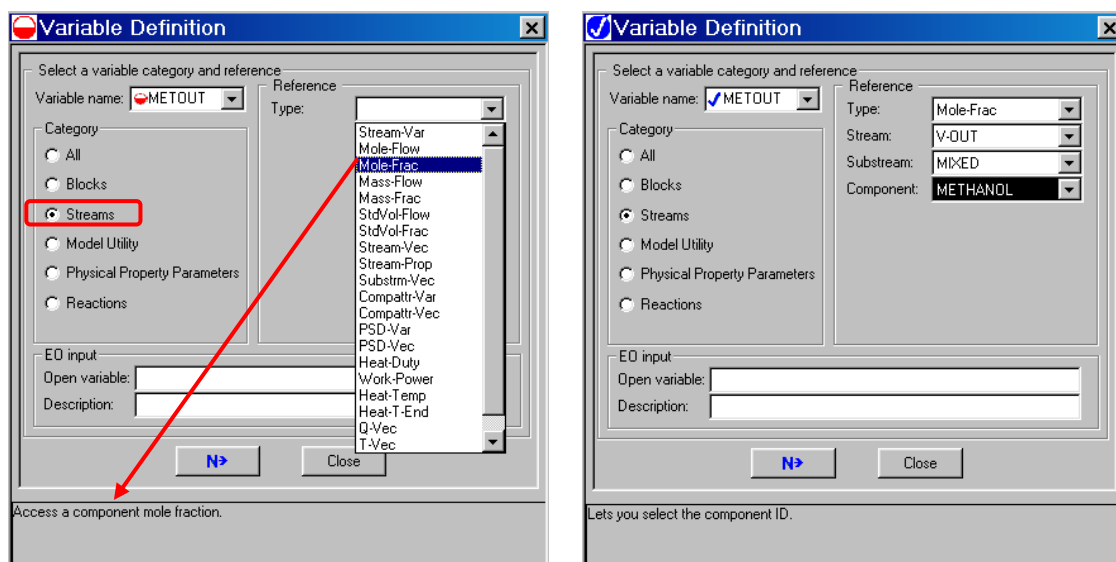 Variable Definition
Select a variable category and reference
Variable name: METOUT
Category
All
Blocks
Streams
Model Utility
Physical Property Parameters
Reactions
Reference
Type:
Stream-Var
Mole-Flow
Mole-Frac
Mass-Flow
Mass-Frac
StdVol-Flow
StdVol-Frac
Stream-Vec
Stream-Prop
Substrm-Vec
Compattr-Var
Compattr-Vec
PSD-Var
PSD-Vec
Heat-Duty
Work-Power
Heat-Temp
Heat-T-End
Q-Vec
T-Vec
EO input
Open variable:
Description:
N>
Close
Access a component mole fraction.
Variable Definition
Select a variable category and reference
Variable name: METOUT
Category
All
Blocks
Streams
Model Utility
Physical Property Parameters
Reactions
Reference
Type: Mole-Frac
Stream: V-OUT
Substream: MIXED
Component: METHANOL
EO input
Open variable:
Description:
N>
Close
Lets you select the component ID.